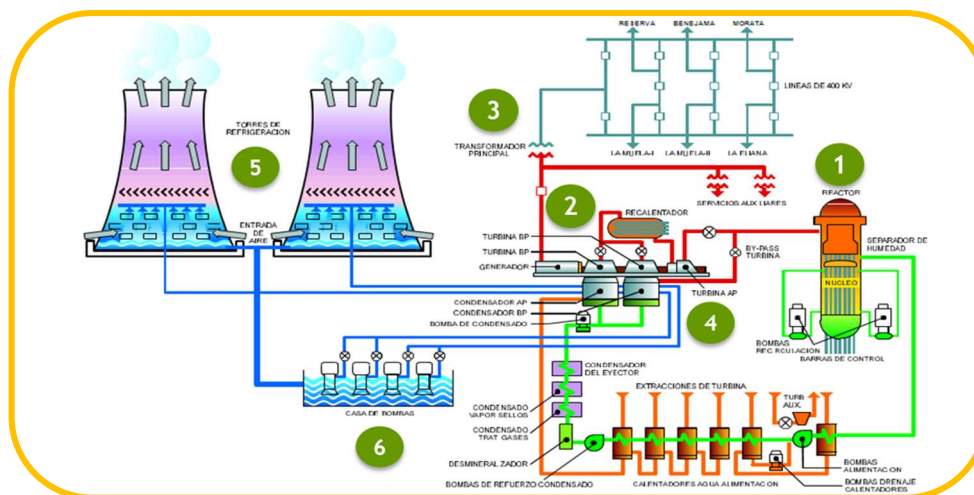 RESERVA
BENEJAMA
MORATA
LINEAS DE 400 KV
3
TRANSFORMADOR
PRINCIPAL
LA MUELA-I
LA MUELA-II
LA ELIANA
TORRES DE
REFRIGERACION
5
1
REACTOR
SERVICIOS AUXILIARES
2
RECALENTADOR
ENTRADA
DE
AIRE
TURBINA BP
TURBINA BP
GENERADOR
BY-PASS
TURBINA
SEPARADOR DE
HUMEDAD
NUCLEO
TURBINA AP
CONDENSADOR AP
CONDENSADOR BP
BOMBA DE CONDENSADO
4
BOMBAS
RECIRCULACION
BARRAS DE CONTROL
CONDENSADOR
DEL EYECTOR
EXTRACCIONES DE TURBINA
TURB
AUX.
CASA DE BOMBAS
6
CONDENSADO
VAPOR SELLOS
CONDENSADO
TRAT GASES
DESMINERALIZADOR
BOMBAS DE REFUERZO CONDENSADO
CALENTADORES AGUA ALIMENTACION
BOMBAS
ALIMENTACION
BOMBAS DRENAJE
CALENTADORES